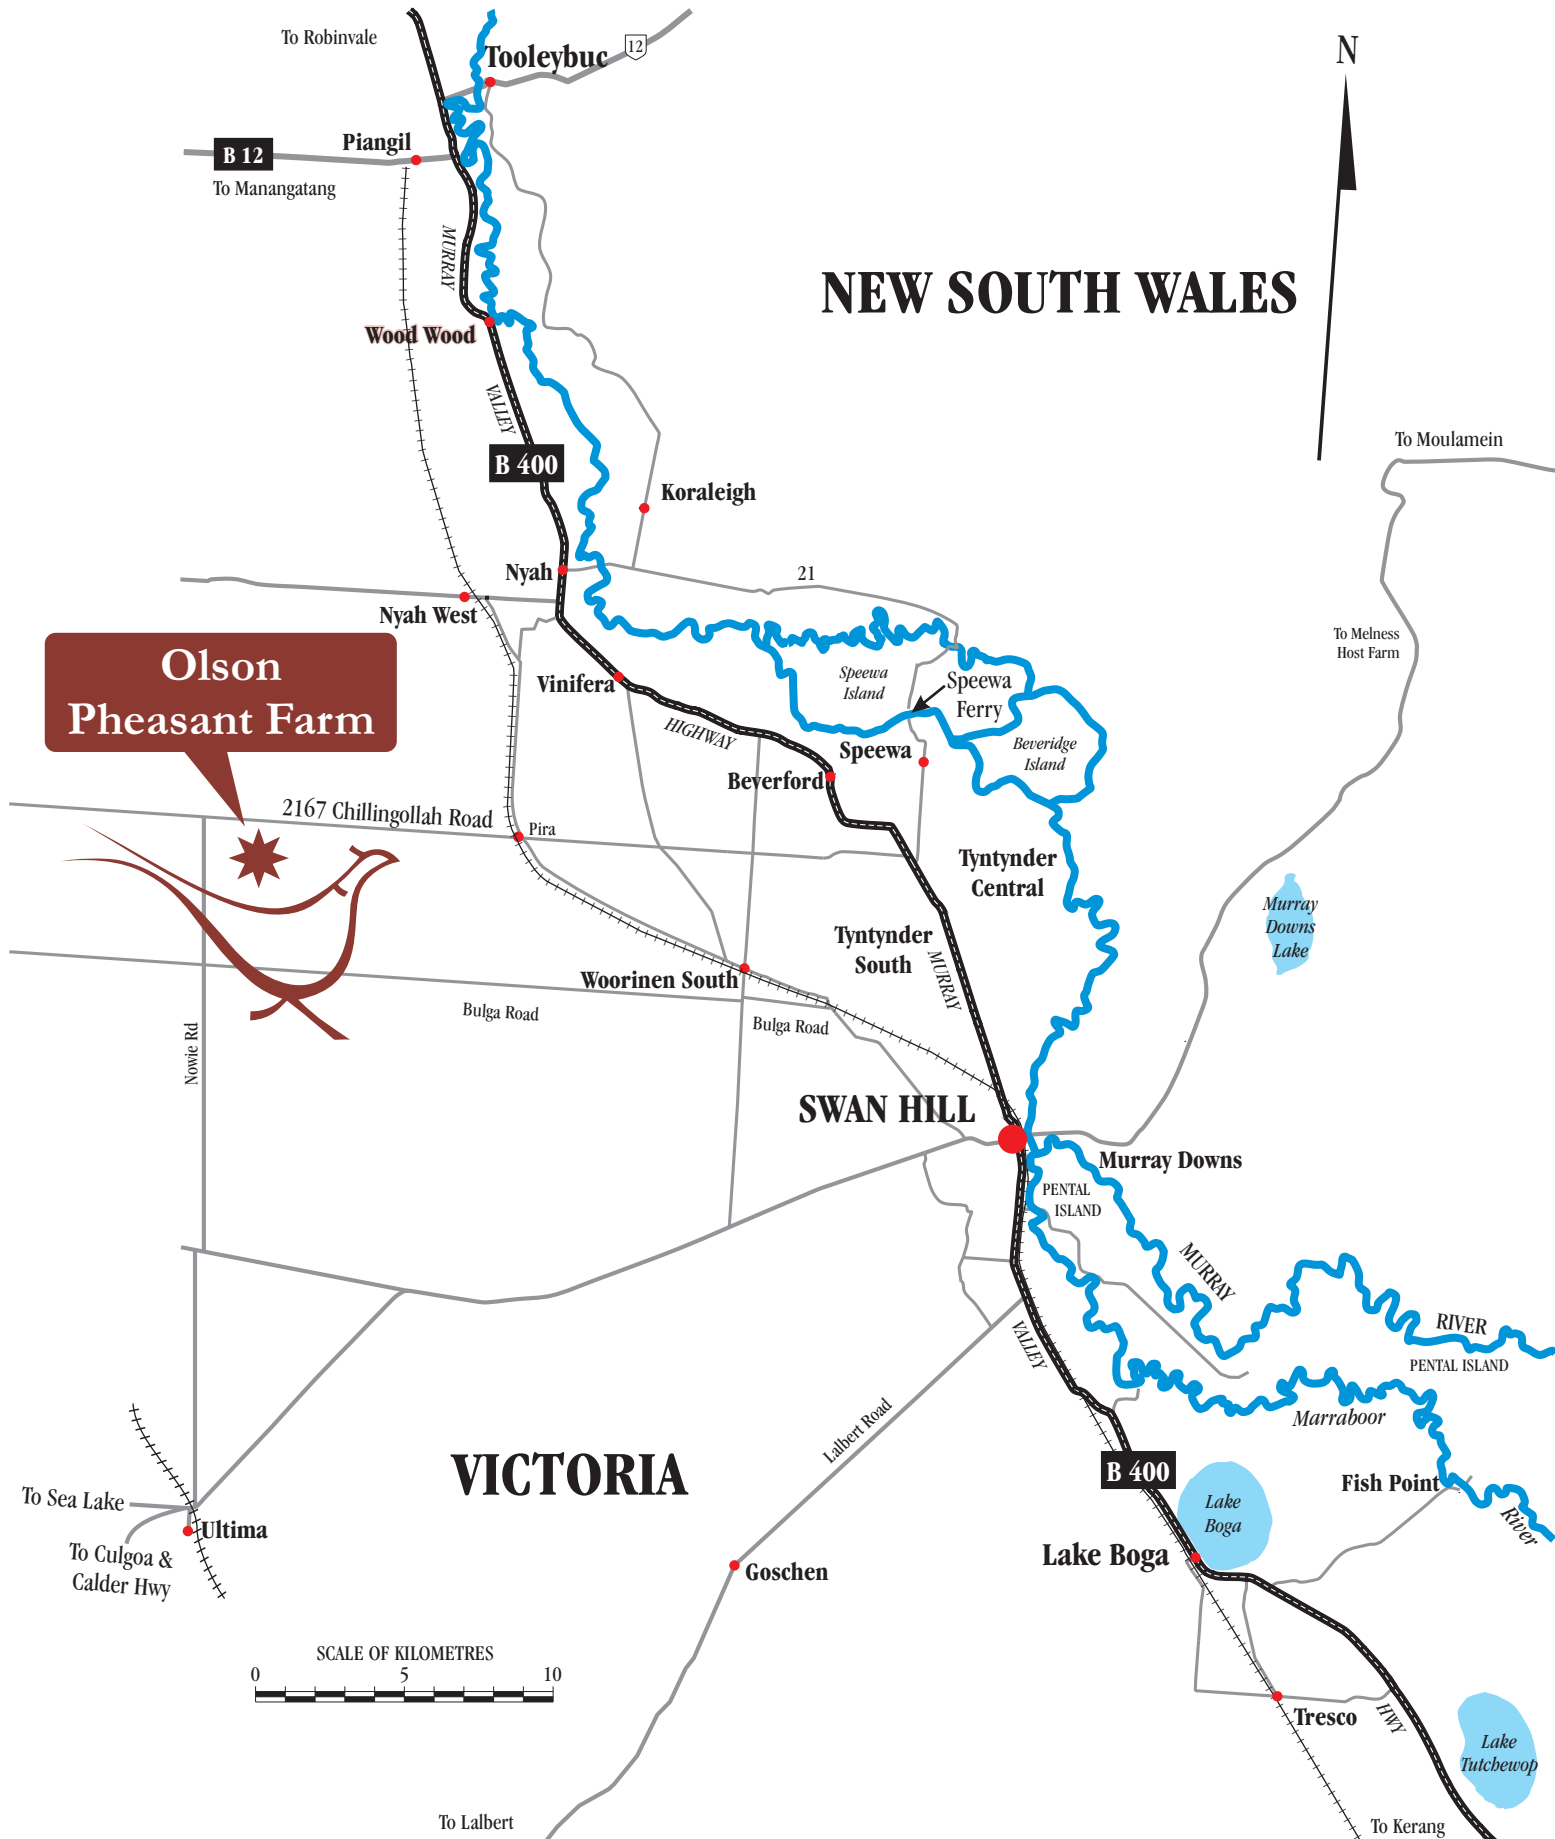 To Robinvale
Tooleybuc
12
N
Piangil
B 12
To Manangatang
MURRAY
NEW SOUTH WALES
Wood Wood
VALLEY
B 400
To Moulamein
Koraleigh
Nyah
21
Nyah West
To Melness
Host Farm
Olson
Pheasant Farm
Vinifera
Speewa
Island
Speewa
Ferry
HIGHWAY
Speewa
Beveridge
Island
Beverford
2167 Chillingollah Road
Pira
Tyntynder
Central
Murray
Downs
Lake
Tyntynder
South
MURRAY
Woorinen South
Bulga Road
Bulga Road
Nowie Rd
SWAN HILL
Murray Downs
PENTAL
ISLAND
MURRAY
RIVER
PENTAL ISLAND
VALLEY
Marraboor
Lalbert Road
VICTORIA
B 400
Fish Point
River
To Sea Lake
Ultima
Lake
Boga
To Culgoa &
Calder Hwy
Lake Boga
Goschen
SCALE OF KILOMETRES
0 5 10
Tresco
HWY
Lake
Tutchewop
To Lalbert
To Kerang